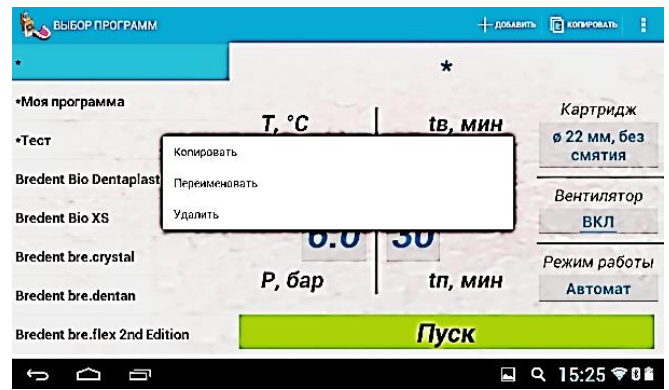 ВЫБОР ПРОГРАММ
ДОБАВИТЬ
КОПИРОВАТЬ
*
*
*Моя программа
*Тест
Bredent Bio Dentaplast
Bredent Bio XS
Bredent bre.crystal
Bredent bre.dentan
Bredent bre.flex 2nd Edition
T, °C
tв, мин
Копировать
Переименовать
Удалить
6.0
30
P, бар
tп, мин
Пуск
Картридж
ø 22 мм, без
смятия
Вентилятор
ВКЛ
Режим работы
Автомат
15:25